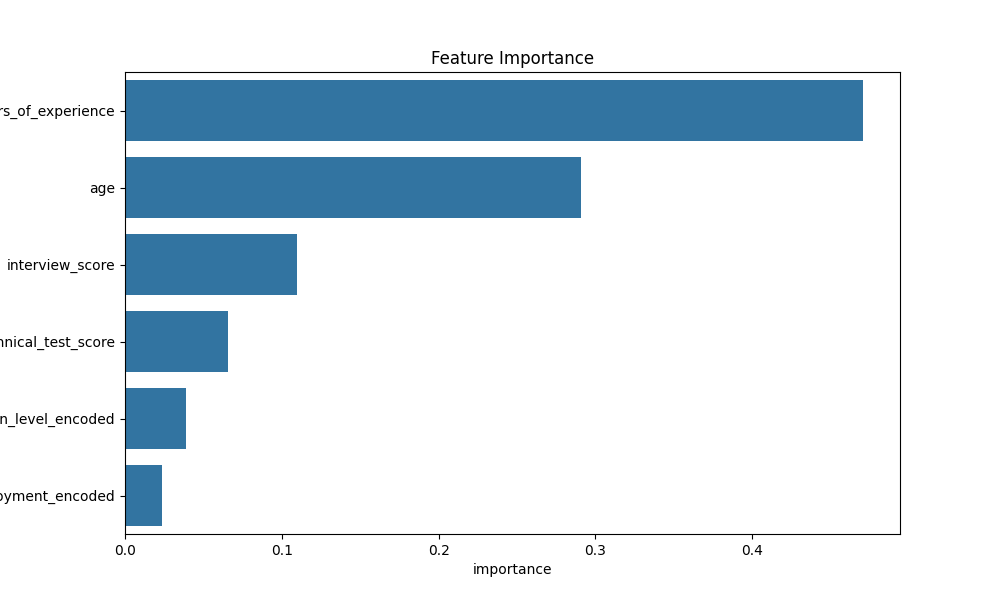 Feature Importance
rs_of_experience
age
interview_score
nnical_test_score
n_level_encoded
oyment_encoded
0.0 0.1 0.2 0.3 0.4
importance